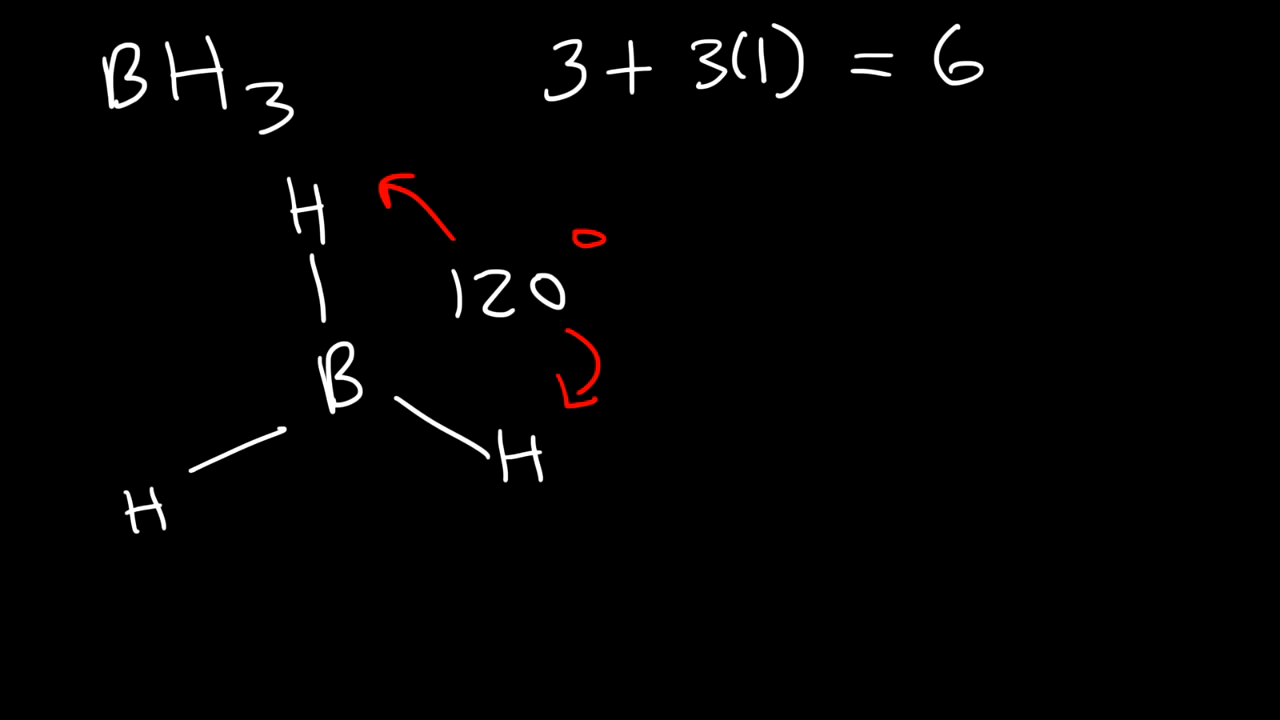 BH₃ 3 + 3(1) = 6
H
120°
B
H
H